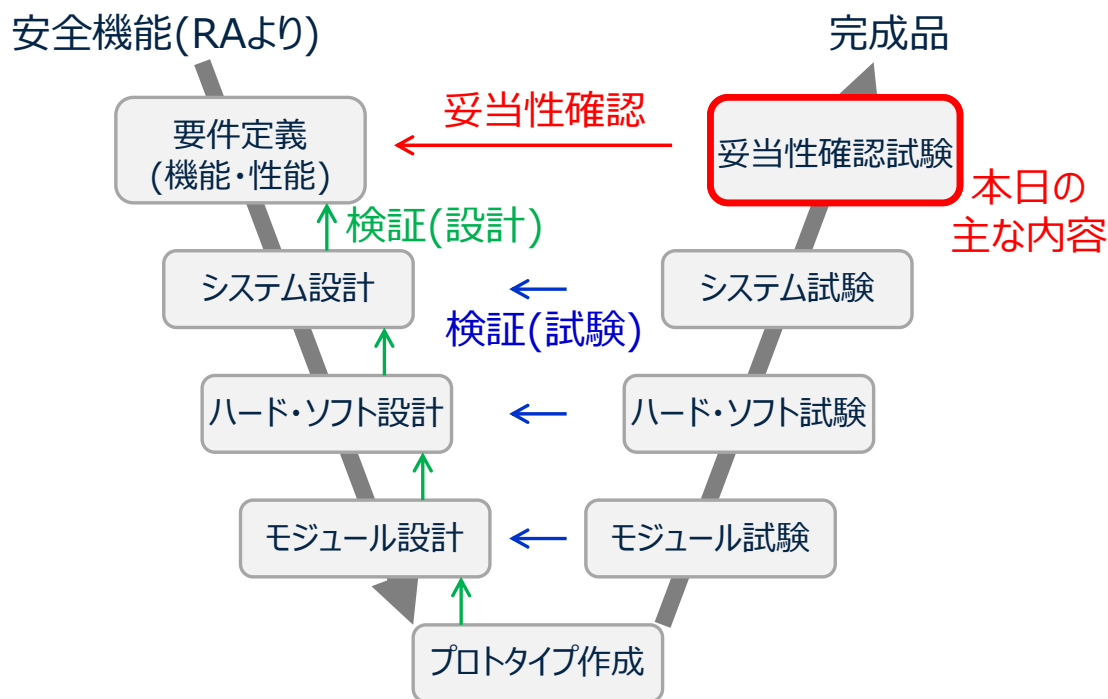 安全機能(RAより)
完成品
妥当性確認
要件定義
(機能・性能)
妥当性確認試験
本日の
主な内容
検証(設計)
システム設計
システム試験
検証(試験)
ハード・ソフト設計
ハード・ソフト試験
モジュール設計
モジュール試験
プロトタイプ作成